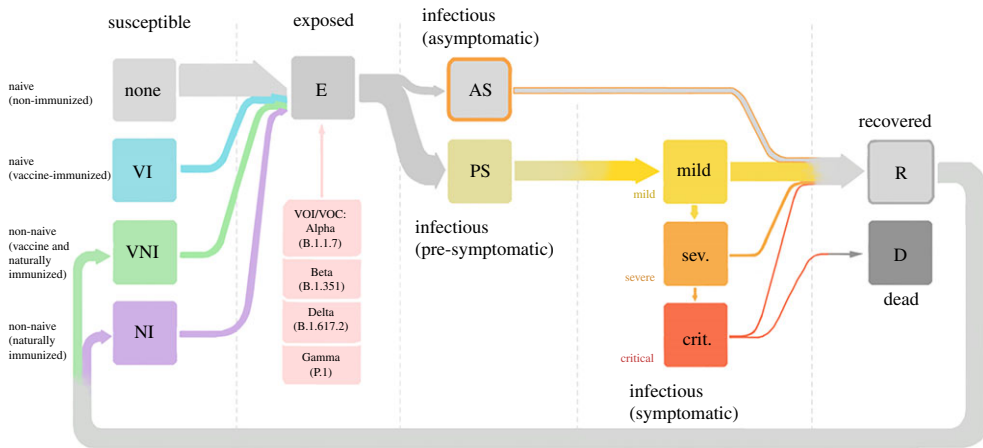 susceptible
exposed
infectious
(asymptomatic)
naive
(non-immunized)
none
E
AS
recovered
naive
(vaccine-immunized)
VI
PS
mild
mild
R
VOI/VOC:
Alpha
(B.1.1.7)
infectious
(pre-symptomatic)
non-naive
(vaccine and
naturally
immunized)
VNI
sev.
severe
D
dead
Beta
(B.1.351)
Delta
(B.1.617.2)
non-naive
(naturally
immunized)
NI
crit.
critical
Gamma
(P.1)
infectious
(symptomatic)